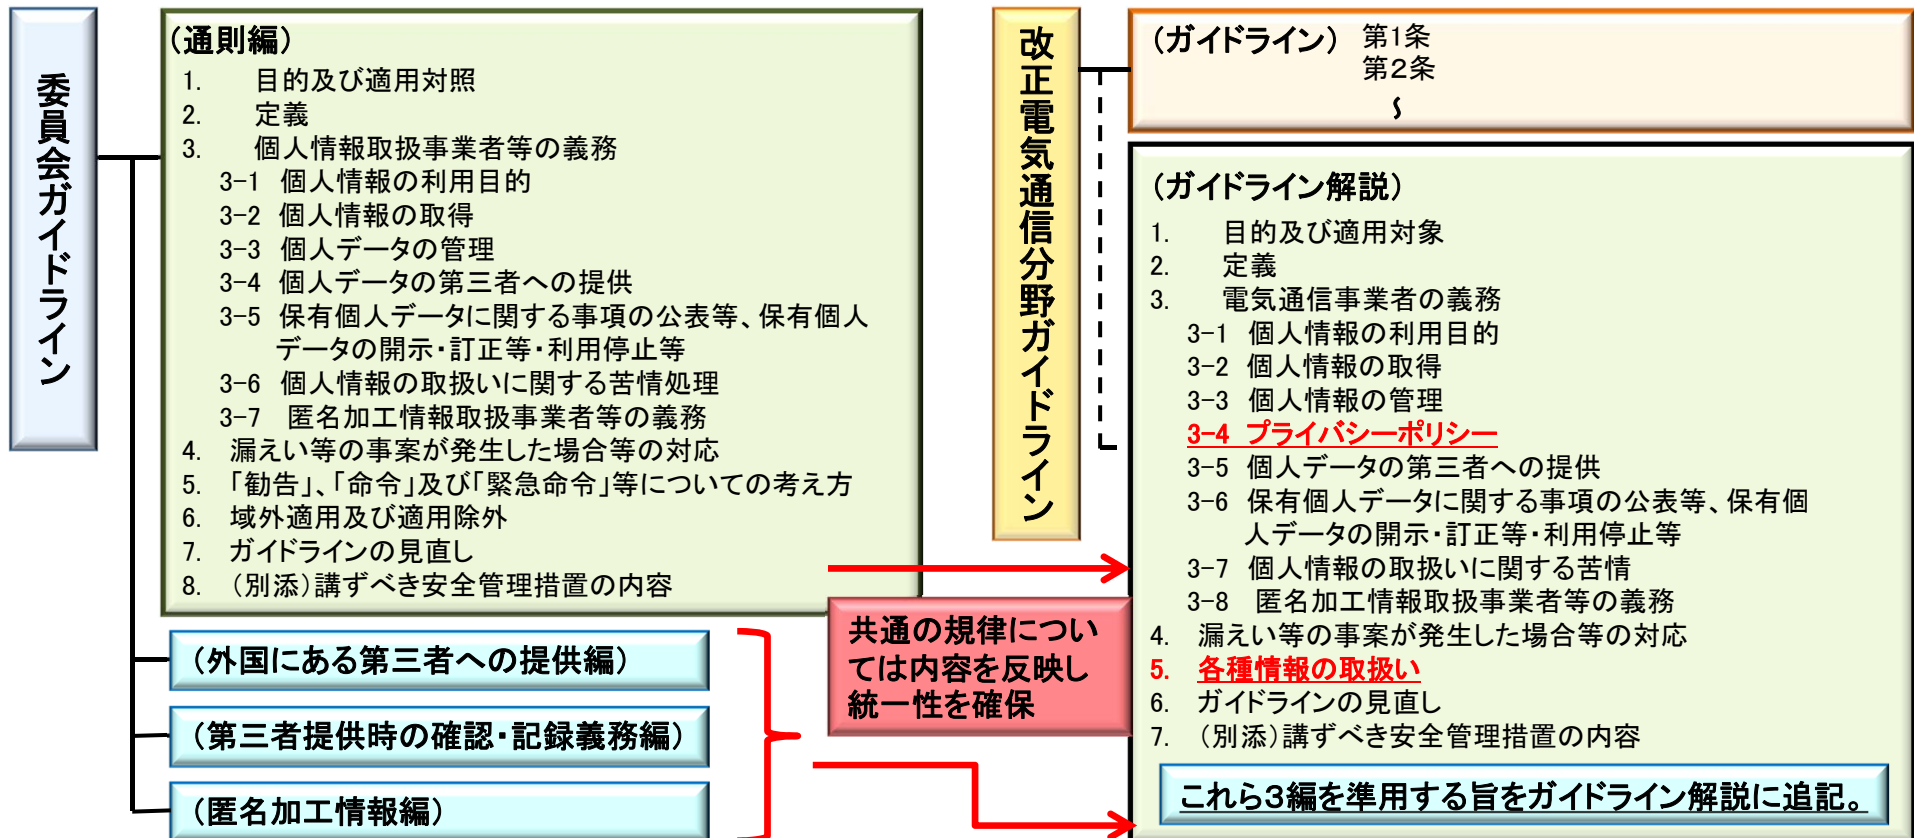 委員会ガイドライン
（通則編）
1. 目的及び適用対照
2. 定義
3. 個人情報取扱事業者等の義務
3-1 個人情報の利用目的
3-2 個人情報の取得
3-3 個人データの管理
3-4 個人データの第三者への提供
3-5 保有個人データに関する事項の公表等、保有個人
データの開示・訂正等・利用停止等
3-6 個人情報の取扱いに関する苦情処理
3-7 匿名加工情報取扱事業者等の義務
4. 漏えい等の事案が発生した場合等の対応
5. 「勧告」、「命令」及び「緊急命令」等についての考え方
6. 域外適用及び適用除外
7. ガイドラインの見直し
8. （別添）講ずべき安全管理措置の内容
（外国にある第三者への提供編）
（第三者提供時の確認・記録義務編）
（匿名加工情報編）
共通の規律につい
ては内容を反映し
統一性を確保
改正電気通信分野ガイドライン
（ガイドライン） 第1条
第2条
～
（ガイドライン解説）
1. 目的及び適用対象
2. 定義
3. 電気通信事業者の義務
3-1 個人情報の利用目的
3-2 個人情報の取得
3-3 個人情報の管理
3-4 プライバシーポリシー
3-5 個人データの第三者への提供
3-6 保有個人データに関する事項の公表等、保有個
人データの開示・訂正等・利用停止等
3-7 個人情報の取扱いに関する苦情
3-8 匿名加工情報取扱事業者等の義務
4. 漏えい等の事案が発生した場合等の対応
5. 各種情報の取扱い
6. ガイドラインの見直し
7. （別添）講ずべき安全管理措置の内容
これら３編を準用する旨をガイドライン解説に追記。